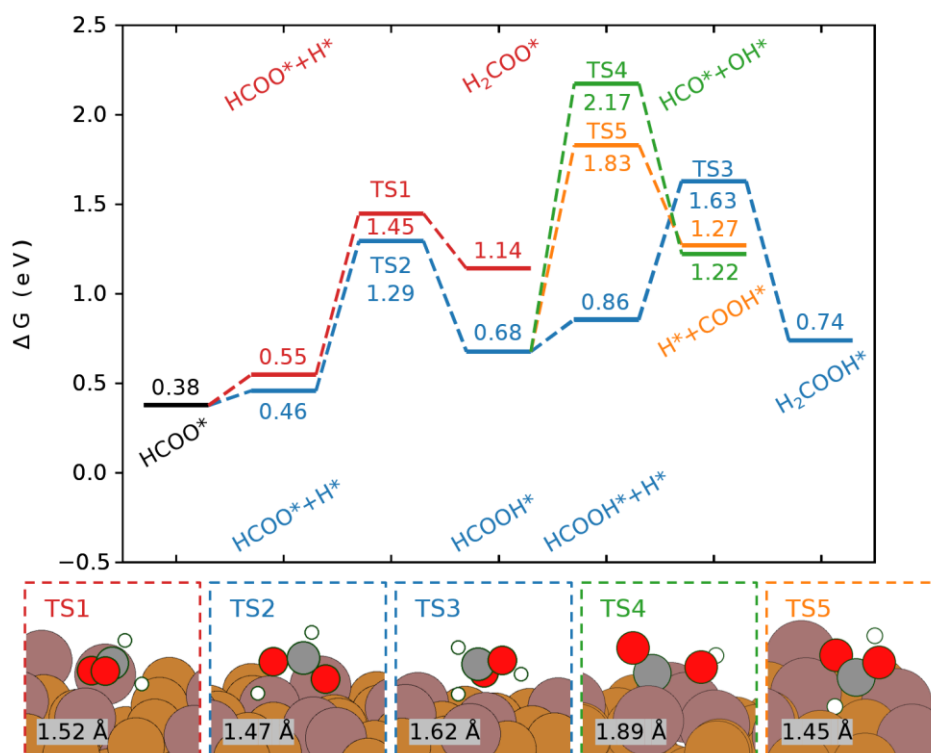 2.5
2.0
1.5
1.0
0.5
0.0
−0.5
ΔG (eV)
HCOO*+H*
H₂COO*
TS4
2.17
HCO*+OH*
TS5
1.83
TS1
1.45
TS2
1.29
TS3
1.63
1.27
1.22
1.14
H*+COOH*
0.38
HCOO*
0.55
0.46
0.68
0.86
0.74
H₂COOH*
HCOO*+H*
HCOOH*
HCOOH*+H*
TS1
1.52 Å
TS2
1.47 Å
TS3
1.62 Å
TS4
1.89 Å
TS5
1.45 Å